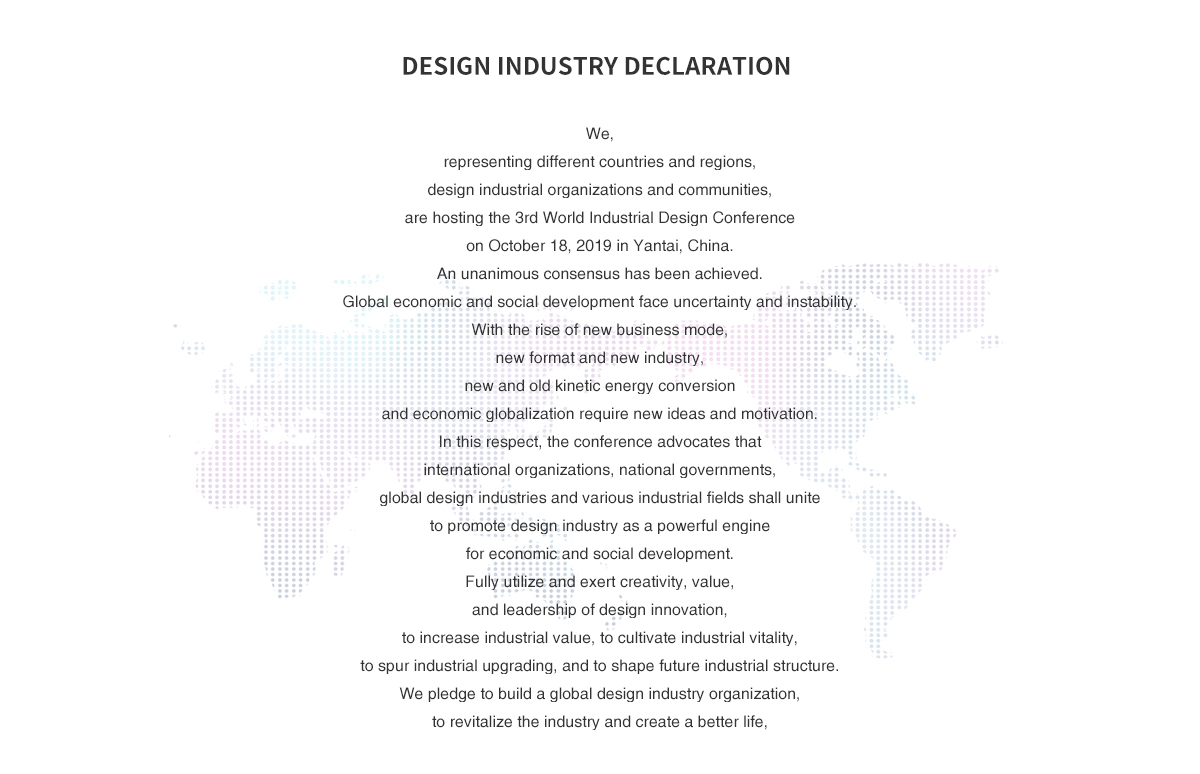 DESIGN INDUSTRY DECLARATION
We,
representing different countries and regions,
design industrial organizations and communities,
are hosting the 3rd World Industrial Design Conference
on October 18, 2019 in Yantai, China.
An unanimous consensus has been achieved.
Global economic and social development face uncertainty and instability.
With the rise of new business mode,
new format and new industry,
new and old kinetic energy conversion
and economic globalization require new ideas and motivation.
In this respect, the conference advocates that
international organizations, national governments,
global design industries and various industrial fields shall unite
to promote design industry as a powerful engine
for economic and social development.
Fully utilize and exert creativity, value,
and leadership of design innovation,
to increase industrial value, to cultivate industrial vitality,
to spur industrial upgrading, and to shape future industrial structure.
We pledge to build a global design industry organization,
to revitalize the industry and create a better life,